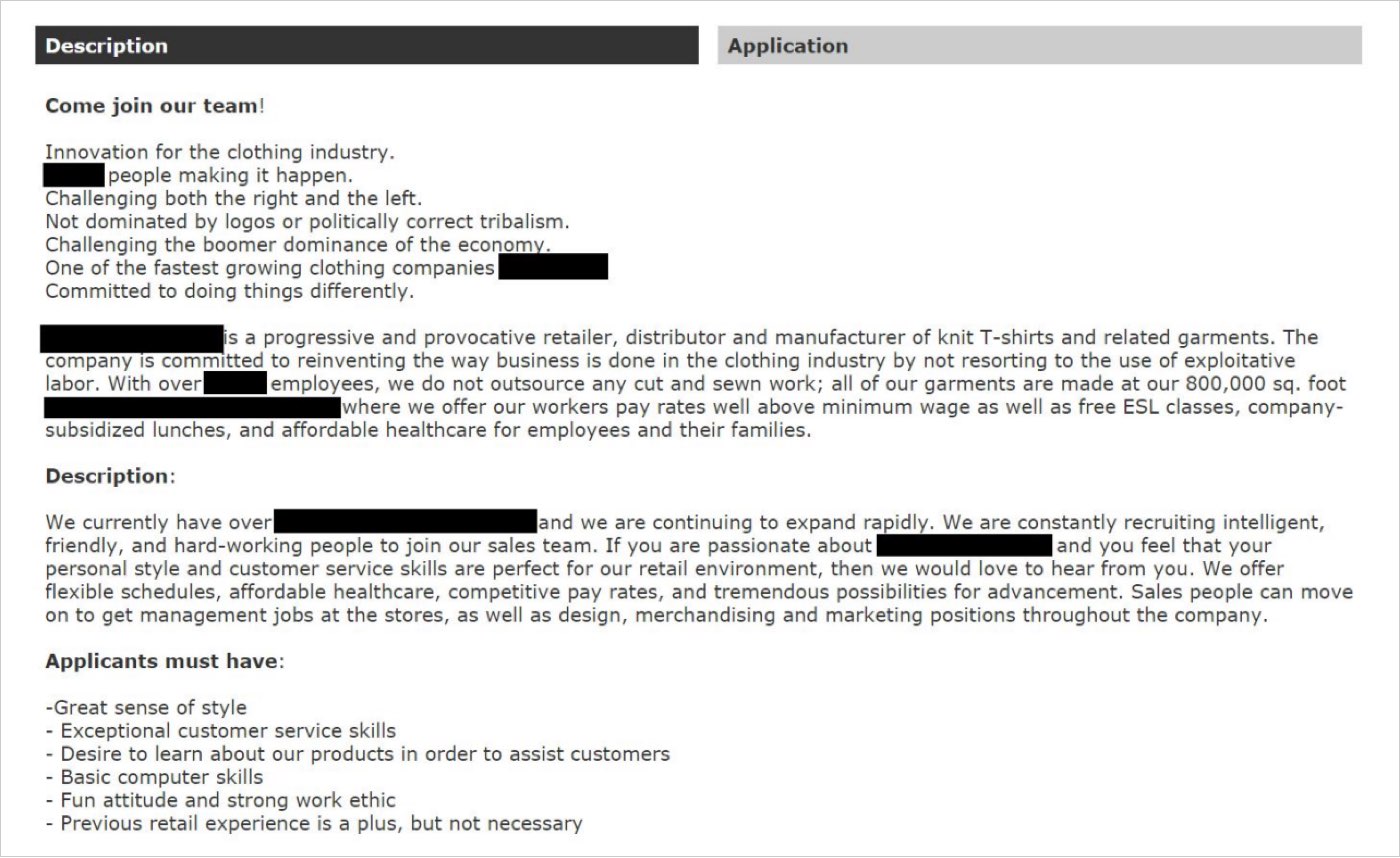 Description
Application
Come join our team!
Innovation for the clothing industry.
people making it happen.
Challenging both the right and the left.
Not dominated by logos or politically correct tribalism.
Challenging the boomer dominance of the economy.
One of the fastest growing clothing companies
Committed to doing things differently.
is a progressive and provocative retailer, distributor and manufacturer of knit T-shirts and related garments. The
company is committed to reinventing the way business is done in the clothing industry by not resorting to the use of exploitative
labor. With over employees, we do not outsource any cut and sewn work; all of our garments are made at our 800,000 sq. foot
where we offer our workers pay rates well above minimum wage as well as free ESL classes, company-
subsidized lunches, and affordable healthcare for employees and their families.
Description:
We currently have over and we are continuing to expand rapidly. We are constantly recruiting intelligent,
friendly, and hard-working people to join our sales team. If you are passionate about and you feel that your
personal style and customer service skills are perfect for our retail environment, then we would love to hear from you. We offer
flexible schedules, affordable healthcare, competitive pay rates, and tremendous possibilities for advancement. Sales people can move
on to get management jobs at the stores, as well as design, merchandising and marketing positions throughout the company.
Applicants must have:
-Great sense of style
- Exceptional customer service skills
- Desire to learn about our products in order to assist customers
- Basic computer skills
- Fun attitude and strong work ethic
- Previous retail experience is a plus, but not necessary